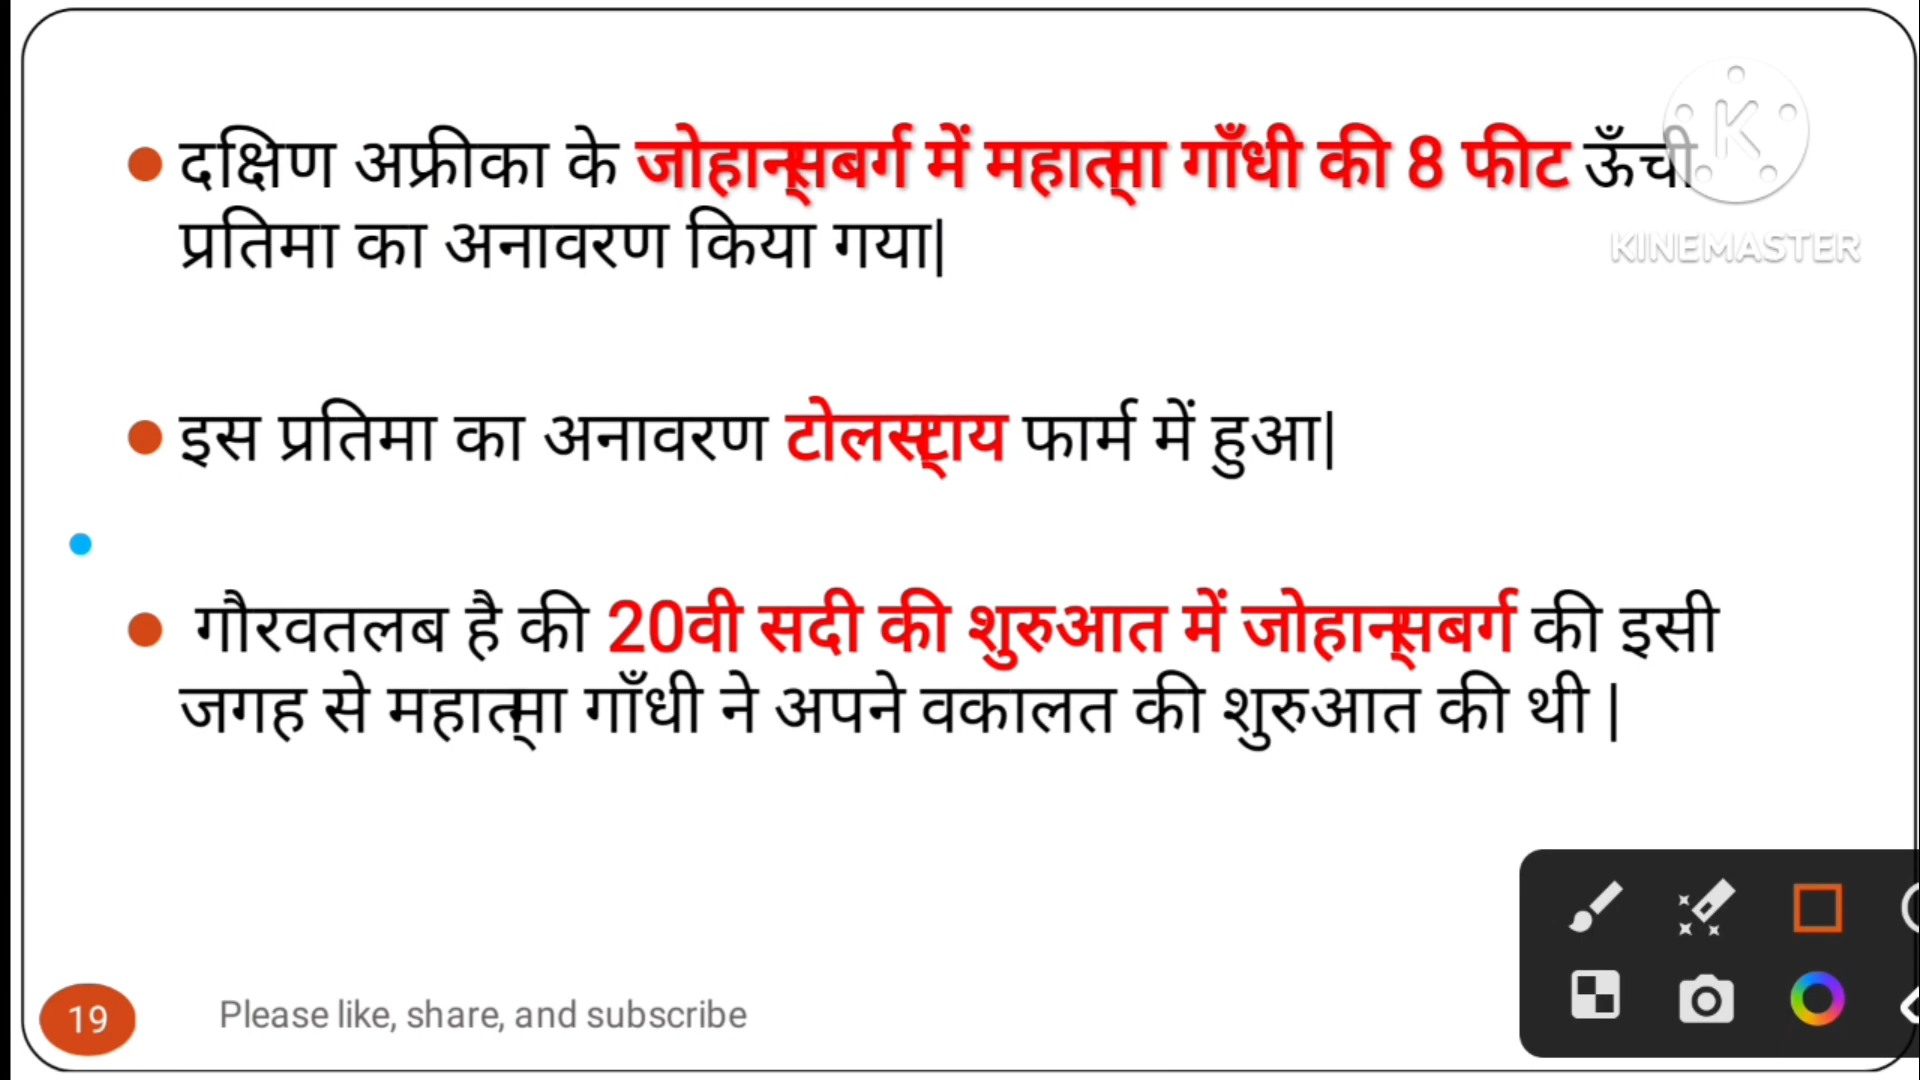 दक्षिण अफ्रीका के जोहान्सबर्ग में महात्मा गाँधी की 8 फीट ऊँची
प्रतिमा का अनावरण किया गया|
KINEMASTER
इस प्रतिमा का अनावरण टोलस्टाय फार्म में हुआ|
गौरवतलब है की 20वी सदी की शुरुआत में जोहान्सबर्ग की इसी
जगह से महात्मा गाँधी ने अपने वकालत की शुरुआत की थी |
19 Please like, share, and subscribe